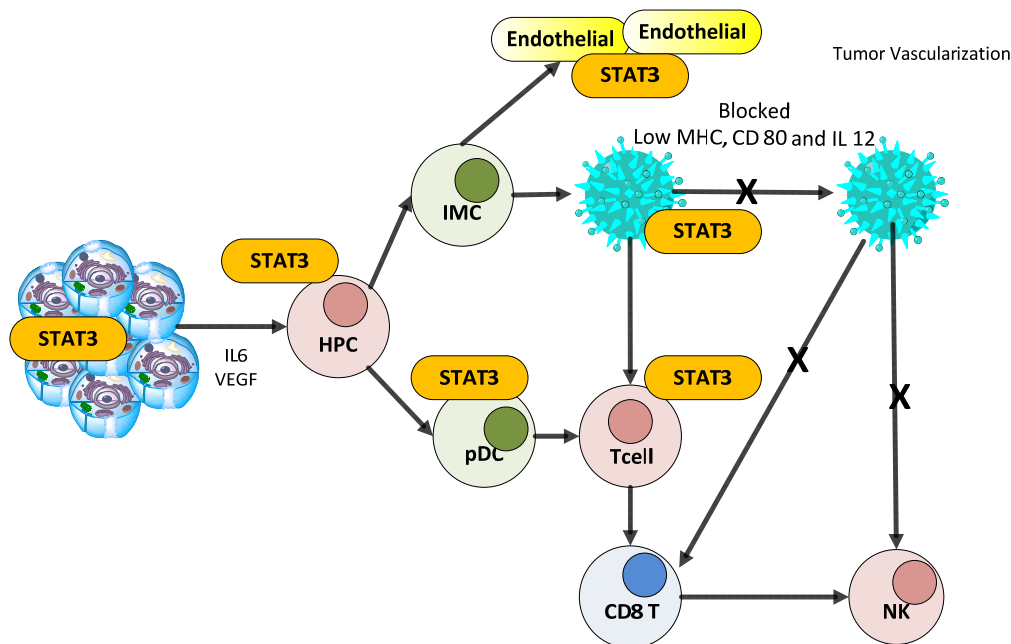 Endothelial
Endothelial
STAT3
Tumor Vascularization
Blocked
Low MHC, CD 80 and IL 12
IMC
X
STAT3
STAT3
HPC
STAT3
IL6
VEGF
STAT3
STAT3
X
X
pDC
Tcell
CD8 T
NK